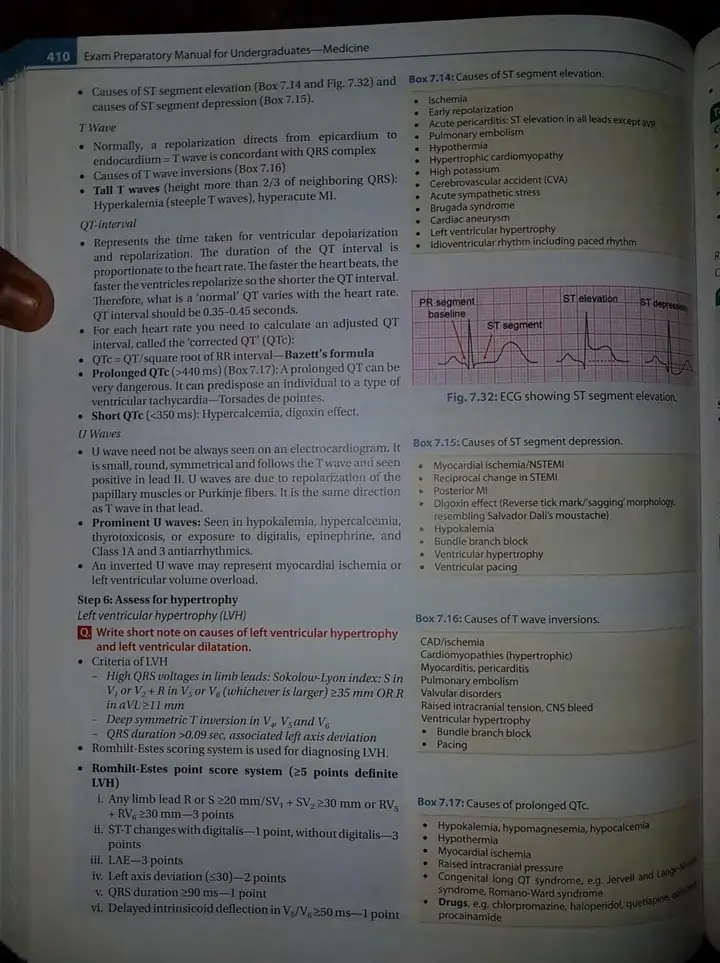 410 Exam Preparatory Manual for Undergraduates—Medicine
• Causes of ST segment elevation (Box 7.14 and Fig. 7.32) and
causes of ST segment depression (Box 7.15).
T Wave
• Normally, a repolarization directs from epicardium to
endocardium = T wave is concordant with QRS complex
• Causes of T wave inversions (Box 7.16)
• Tall T waves (height more than 2/3 of neighboring QRS):
Hyperkalemia (steeple T waves), hyperacute MI.
QT-interval
• Represents the time taken for ventricular depolarization
and repolarization. The duration of the QT interval is
proportionate to the heart rate. The faster the heart beats, the
faster the ventricles repolarize so the shorter the QT interval.
Therefore, what is a 'normal' QT varies with the heart rate.
QT interval should be 0.35–0.45 seconds.
• For each heart rate you need to calculate an adjusted QT
interval, called the 'corrected QT' (QTc):
• QTc = QT/square root of RR interval—Bazett's formula
• Prolonged QTc (>440 ms) (Box 7.17): A prolonged QT can be
very dangerous. It can predispose an individual to a type of
ventricular tachycardia—Torsades de pointes.
• Short QTc (<350 ms): Hypercalcemia, digoxin effect.
U Waves
• U wave need not be always seen on an electrocardiogram. It
is small, round, symmetrical and follows the T wave and seen
positive in lead II. U waves are due to repolarization of the
papillary muscles or Purkinje fibers. It is the same direction
as T wave in that lead.
• Prominent U waves: Seen in hypokalemia, hypercalcemia,
thyrotoxicosis, or exposure to digitalis, epinephrine, and
Class 1A and 3 antiarrhythmics.
• An inverted U wave may represent myocardial ischemia or
left ventricular volume overload.
Step 6: Assess for hypertrophy
Left ventricular hypertrophy (LVH)
Q. Write short note on causes of left ventricular hypertrophy
and left ventricular dilatation.
• Criteria of LVH
– High QRS voltages in limb leads: Sokolow-Lyon index: S in
V₁ or V₂ + R in V₅ or V₆ (whichever is larger) ≥35 mm OR R
in aVL ≥11 mm
– Deep symmetric T inversion in V₄, V₅ and V₆
– QRS duration >0.09 sec, associated left axis deviation
• Romhilt-Estes scoring system is used for diagnosing LVH.
• Romhilt-Estes point score system (≥5 points definite
LVH)
i. Any limb lead R or S ≥20 mm/SV₁ + SV₂ ≥30 mm or RV₅
+ RV₆ ≥30 mm—3 points
ii. ST-T changes with digitalis—1 point, without digitalis—3
points
iii. LAE—3 points
iv. Left axis deviation (≤30)—2 points
v. QRS duration ≥90 ms—1 point
vi. Delayed intrinsicoid deflection in V₅/V₆ ≥50 ms—1 point
Box 7.14: Causes of ST segment elevation.
• Ischemia
• Early repolarization
• Acute pericarditis: ST elevation in all leads except aVR
• Pulmonary embolism
• Hypothermia
• Hypertrophic cardiomyopathy
• High potassium
• Cerebrovascular accident (CVA)
• Acute sympathetic stress
• Brugada syndrome
• Cardiac aneurysm
• Left ventricular hypertrophy
• Idioventricular rhythm including paced rhythm
PR segment
baseline
ST segment
ST elevation
ST depression
Fig. 7.32: ECG showing ST segment elevation.
Box 7.15: Causes of ST segment depression.
• Myocardial ischemia/NSTEMI
• Reciprocal change in STEMI
• Posterior MI
• Digoxin effect (Reverse tick mark/'sagging' morphology,
resembling Salvador Dali's moustache)
• Hypokalemia
• Bundle branch block
• Ventricular hypertrophy
• Ventricular pacing
Box 7.16: Causes of T wave inversions.
CAD/ischemia
Cardiomyopathies (hypertrophic)
Myocarditis, pericarditis
Pulmonary embolism
Valvular disorders
Raised intracranial tension, CNS bleed
Ventricular hypertrophy
• Bundle branch block
• Pacing
Box 7.17: Causes of prolonged QTc.
• Hypokalemia, hypomagnesemia, hypocalcemia
• Hypothermia
• Myocardial ischemia
• Raised intracranial pressure
• Congenital long QT syndrome, e.g. Jervell and
syndrome, Romano-Ward syndrome
• Drugs, e.g. chlorpromazine, haloperidol, quetiapine,
procainamide